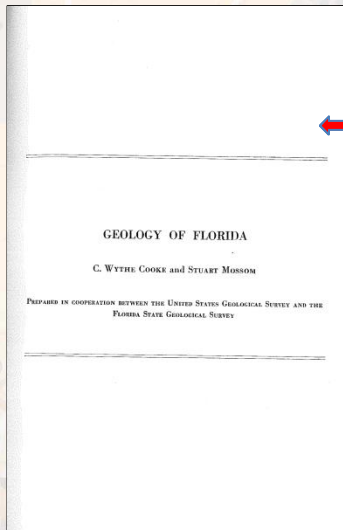 GEOLOGY OF FLORIDA
C. WYTHE COOKE and STUART MOSSOM
PREPARED IN COOPERATION BETWEEN THE UNITED STATES GEOLOGICAL SURVEY AND THE
FLORIDA STATE GEOLOGICAL SURVEY